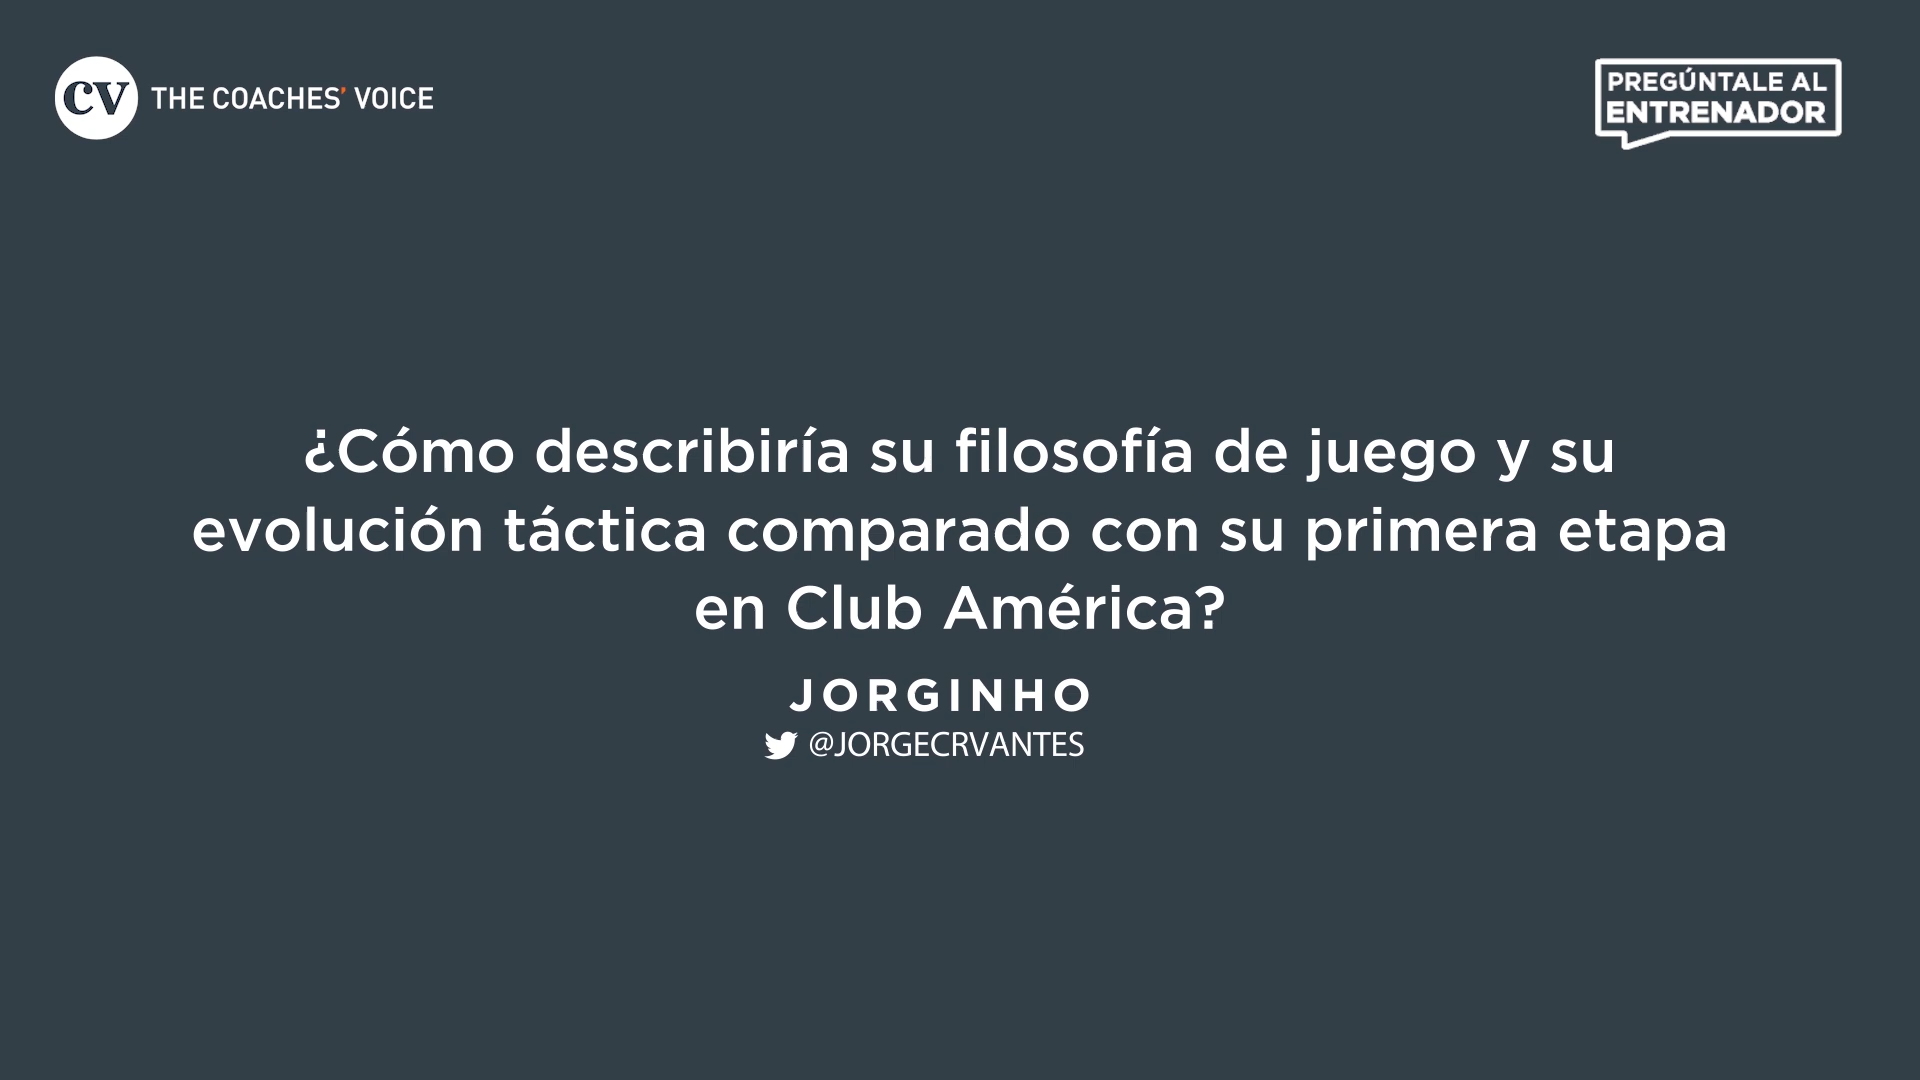 CV THE COACHES' VOICE
PREGÚNTALE AL
ENTRENADOR
¿Cómo describiría su filosofía de juego y su
evolución táctica comparado con su primera etapa
en Club América?
JORGINHO
@JORGECRVANTES